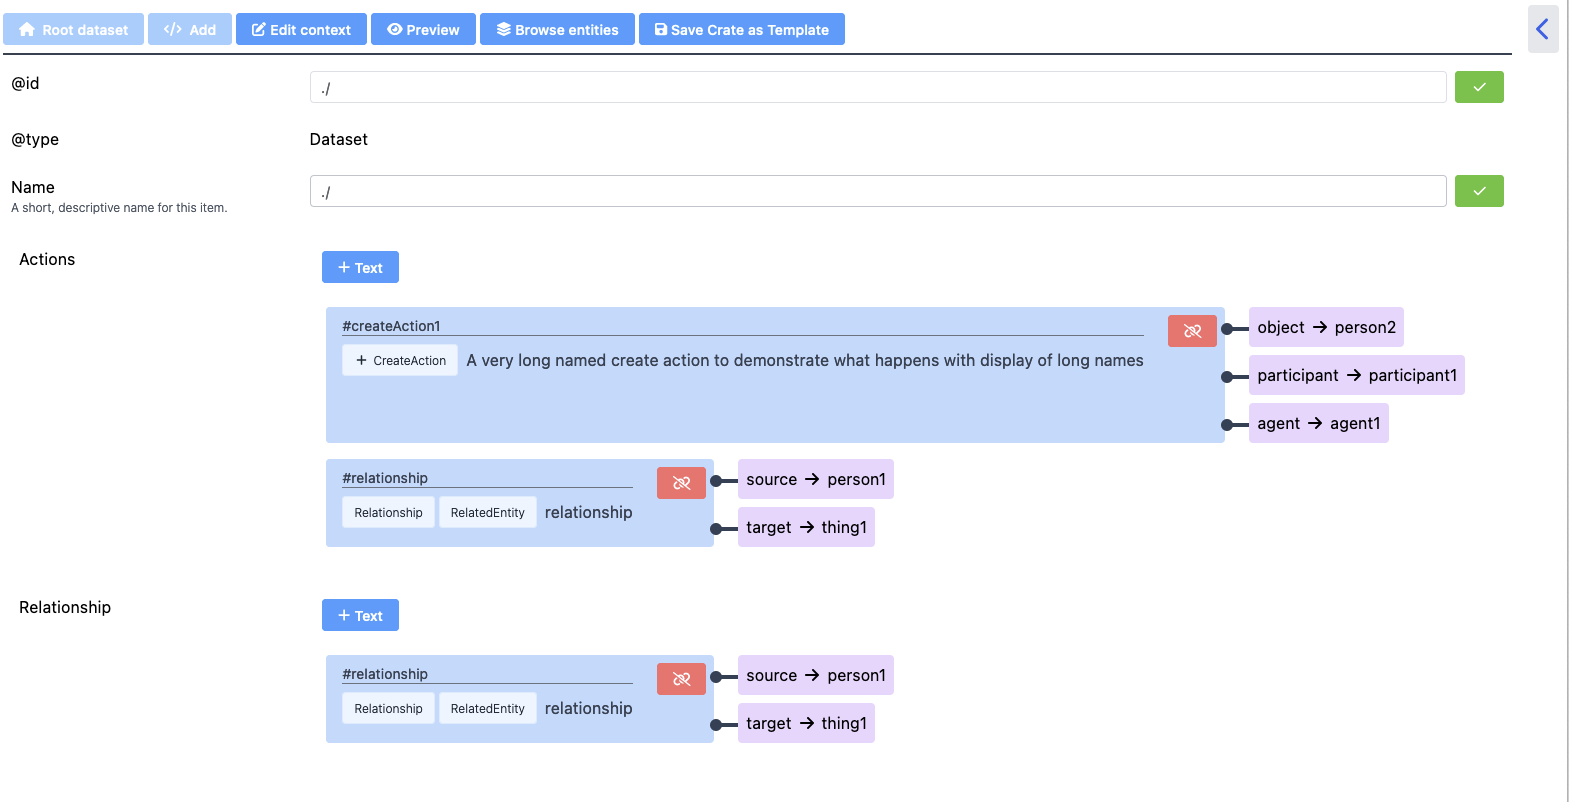 Root dataset
Add
Edit context
Preview
Browse entities
Save Crate as Template
@id
./
@type
Dataset
Name
A short, descriptive name for this item.
./
Actions
+ Text
#createAction1
+ CreateAction
A very long named create action to demonstrate what happens with display of long names
object → person2
participant → participant1
agent → agent1
#relationship
Relationship
RelatedEntity
relationship
source → person1
target → thing1
Relationship
+ Text
#relationship
Relationship
RelatedEntity
relationship
source → person1
target → thing1